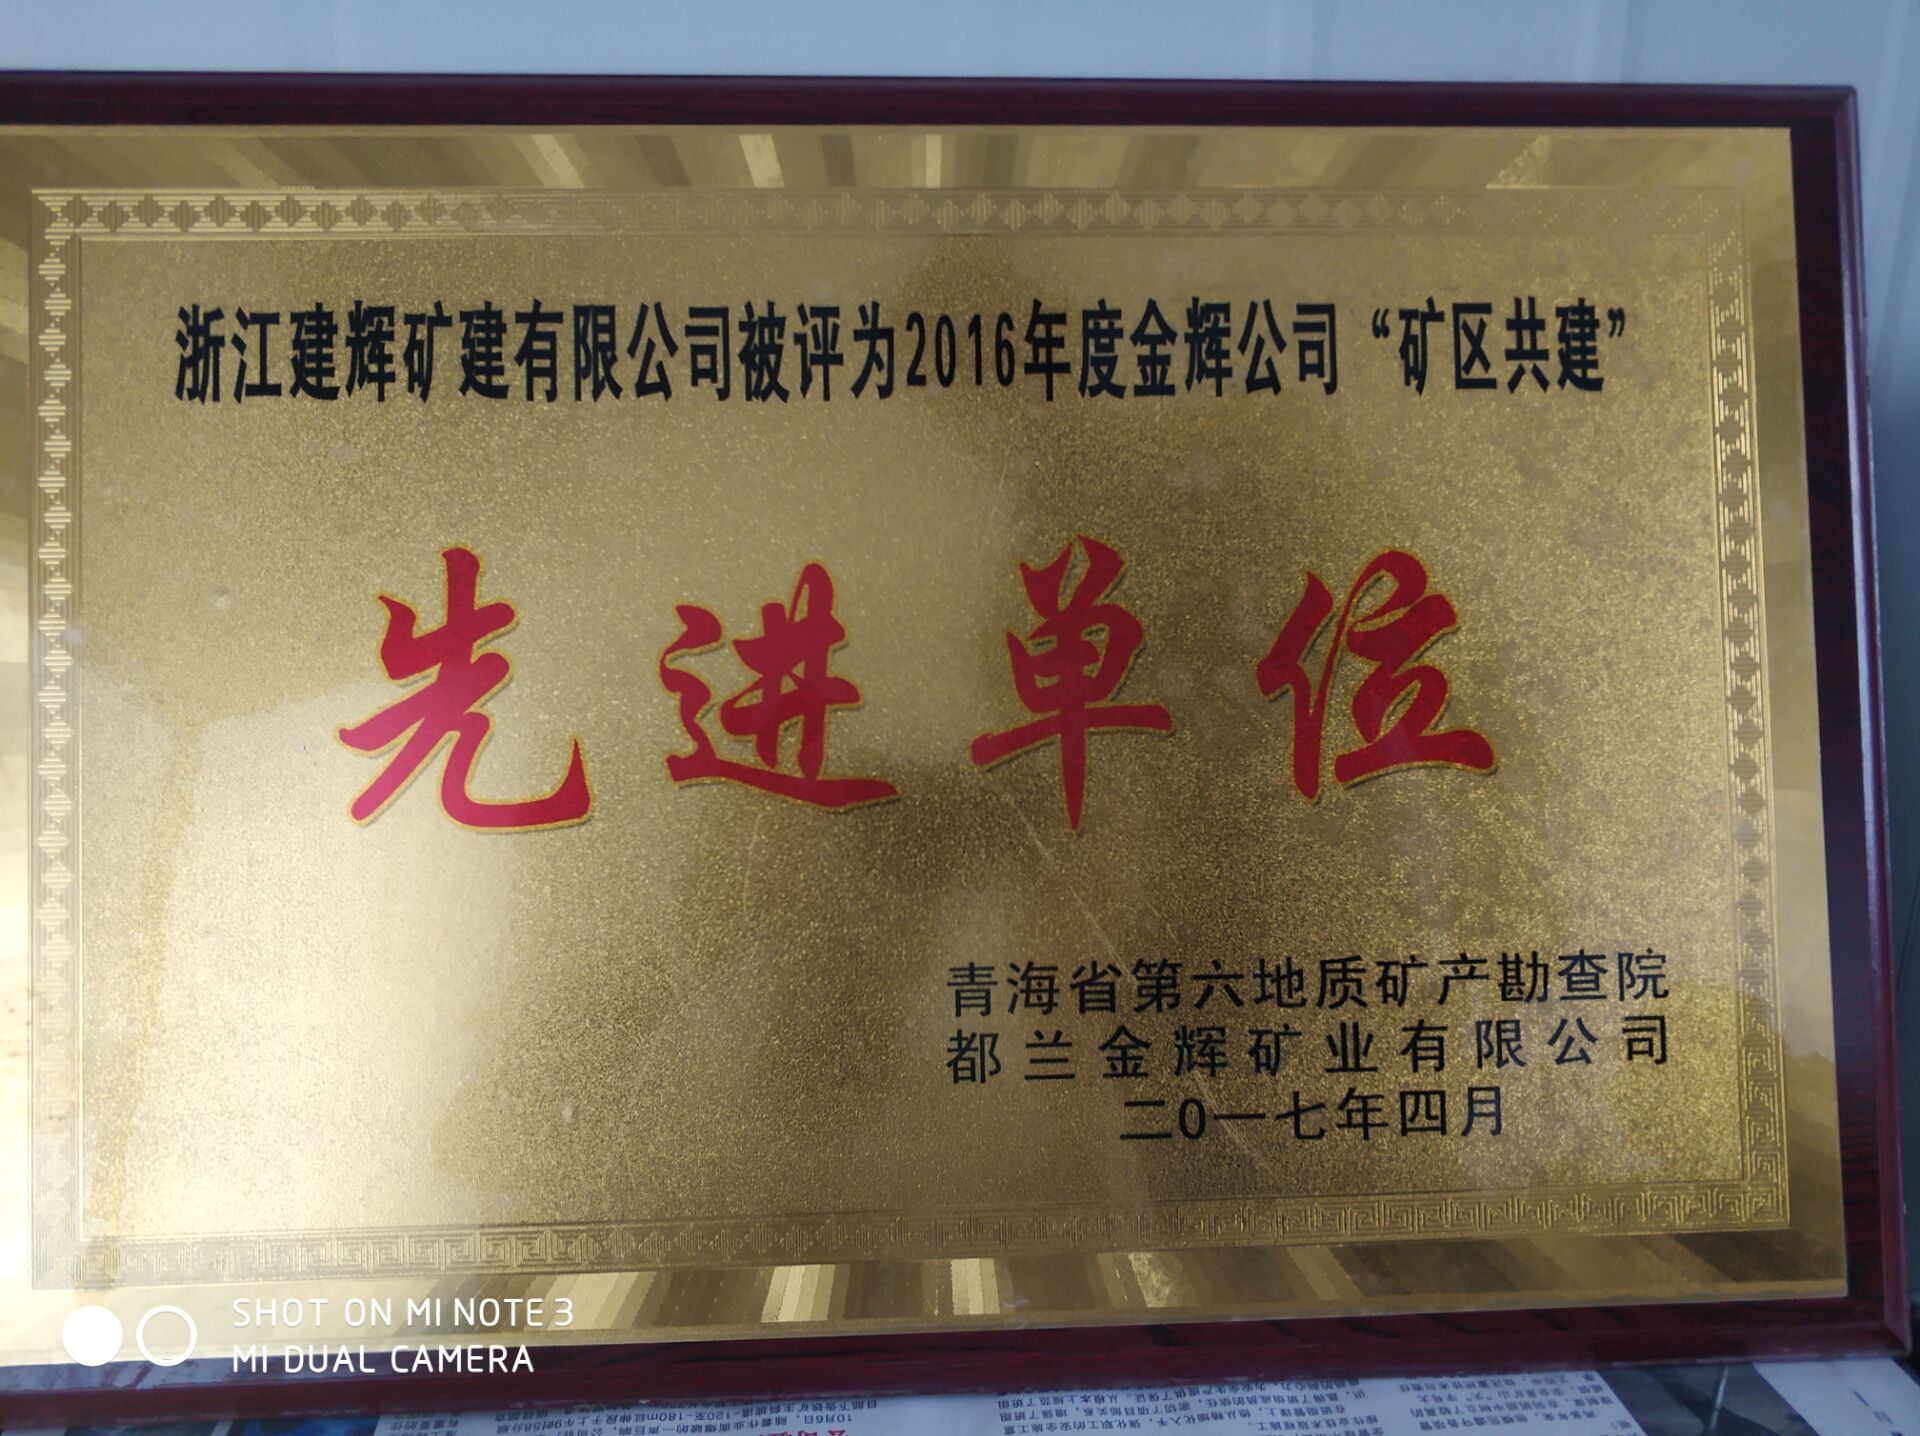 浙江建辉矿建有限公司被评为2016年度金辉公司“矿区共建”
先进单位
青海省第六地质矿产勘查院
都兰金辉矿业有限公司
二0一七年四月
SHOT ON MI NOTE 3
MI DUAL CAMERA